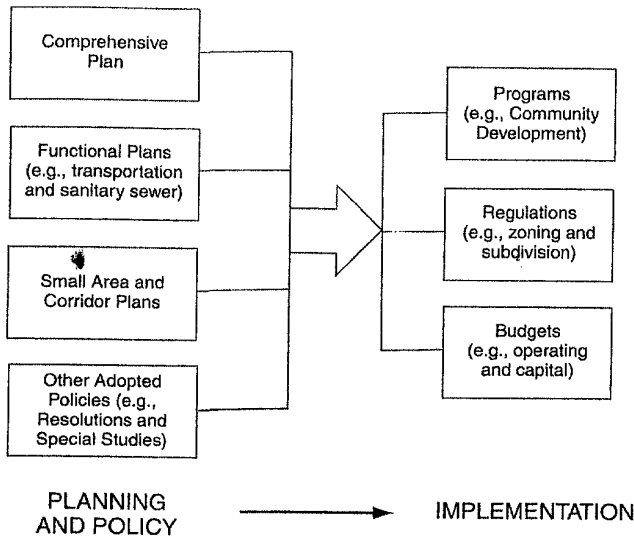 Comprehensive
Plan
Functional Plans
(e.g., transportation
and sanitary sewer)
Small Area and
Corridor Plans
Other Adopted
Policies (e.g.,
Resolutions and
Special Studies)
Programs
(e.g., Community
Development)
Regulations
(e.g., zoning and
subdivision)
Budgets
(e.g., operating
and capital)
PLANNING
AND POLICY
IMPLEMENTATION